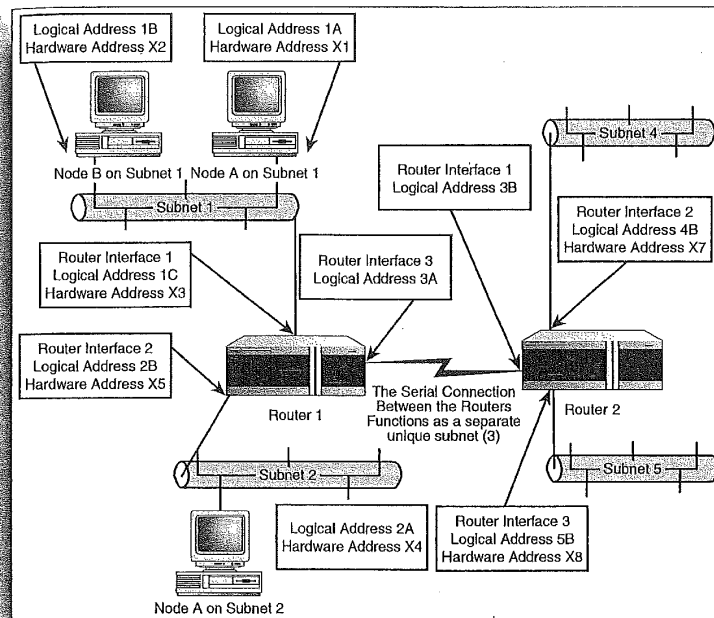 Logical Address 1B
Hardware Address X2
Logical Address 1A
Hardware Address X1
Node B on Subnet 1
Node A on Subnet 1
Subnet 1
Subnet 4
Router Interface 1
Logical Address 3B
Router Interface 2
Logical Address 4B
Hardware Address X7
Router Interface 1
Logical Address 1C
Hardware Address X3
Router Interface 3
Logical Address 3A
Router Interface 2
Logical Address 2B
Hardware Address X5
Router 1
The Serial Connection
Between the Routers
Functions as a separate
unique subnet (3)
Router 2
Subnet 2
Subnet 5
Logical Address 2A
Hardware Address X4
Router Interface 3
Logical Address 5B
Hardware Address X8
Node A on Subnet 2